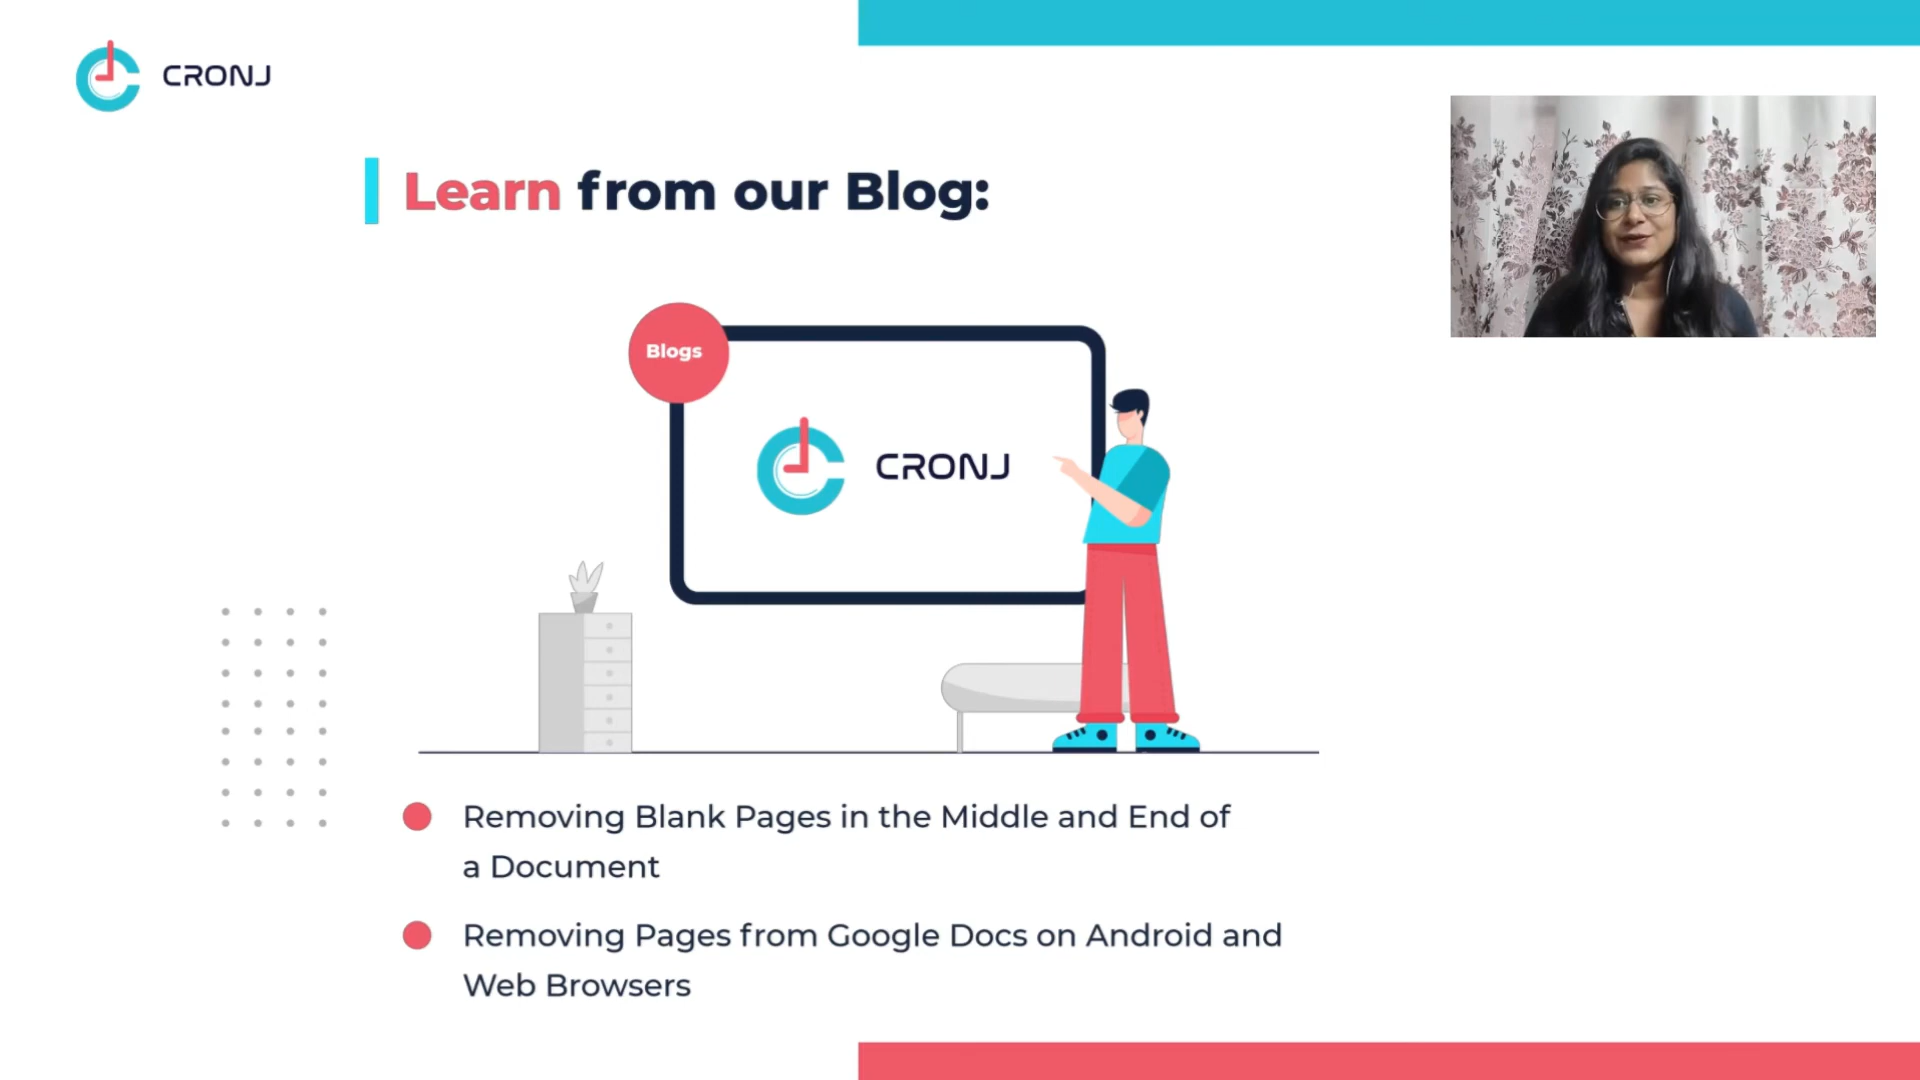 CRONJ
Learn from our Blog:
Blogs
CRONJ
Removing Blank Pages in the Middle and End of
a Document
Removing Pages from Google Docs on Android and
Web Browsers